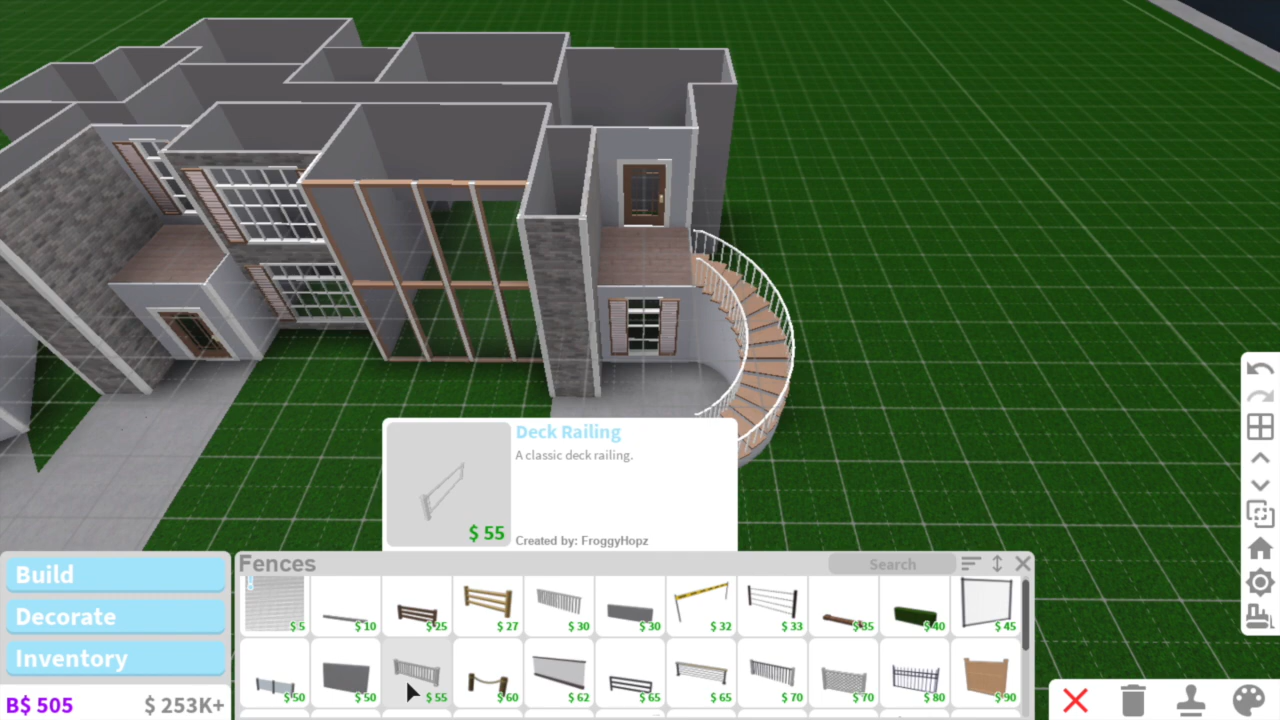 Deck Railing
A classic deck railing.
$ 55
Created by: FroggyHopz
Fences
Search
Build
Decorate
Inventory
B$ 505
$ 253K+
$ 5
$ 10
$ 25
$ 27
$ 30
$ 30
$ 32
$ 33
$ 35
$ 40
$ 45
$ 50
$ 50
$ 55
$ 60
$ 62
$ 65
$ 65
$ 70
$ 70
$ 80
$ 90